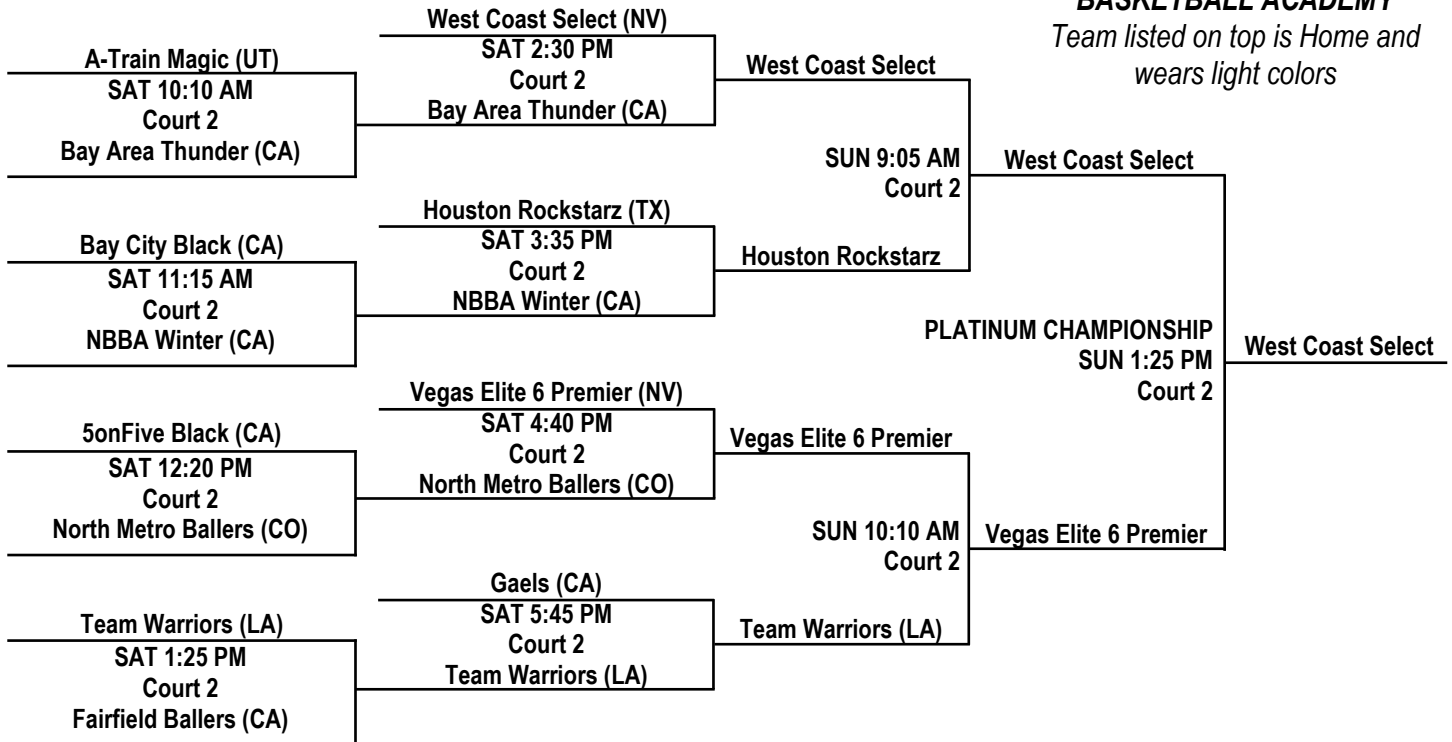 BASKETBALL ACADEMY
Team listed on top is Home and
wears light colors
A-Train Magic (UT)
SAT 10:10 AM
Court 2
Bay Area Thunder (CA)
Bay City Black (CA)
SAT 11:15 AM
Court 2
NBBA Winter (CA)
5onFive Black (CA)
SAT 12:20 PM
Court 2
North Metro Ballers (CO)
Team Warriors (LA)
SAT 1:25 PM
Court 2
Fairfield Ballers (CA)
West Coast Select (NV)
SAT 2:30 PM
Court 2
Bay Area Thunder (CA)
Houston Rockstarz (TX)
SAT 3:35 PM
Court 2
NBBA Winter (CA)
Vegas Elite 6 Premier (NV)
SAT 4:40 PM
Court 2
North Metro Ballers (CO)
Gaels (CA)
SAT 5:45 PM
Court 2
Team Warriors (LA)
West Coast Select
SUN 9:05 AM
Court 2
Houston Rockstarz
Vegas Elite 6 Premier
SUN 10:10 AM
Court 2
Team Warriors (LA)
West Coast Select
PLATINUM CHAMPIONSHIP
SUN 1:25 PM
Court 2
Vegas Elite 6 Premier
West Coast Select